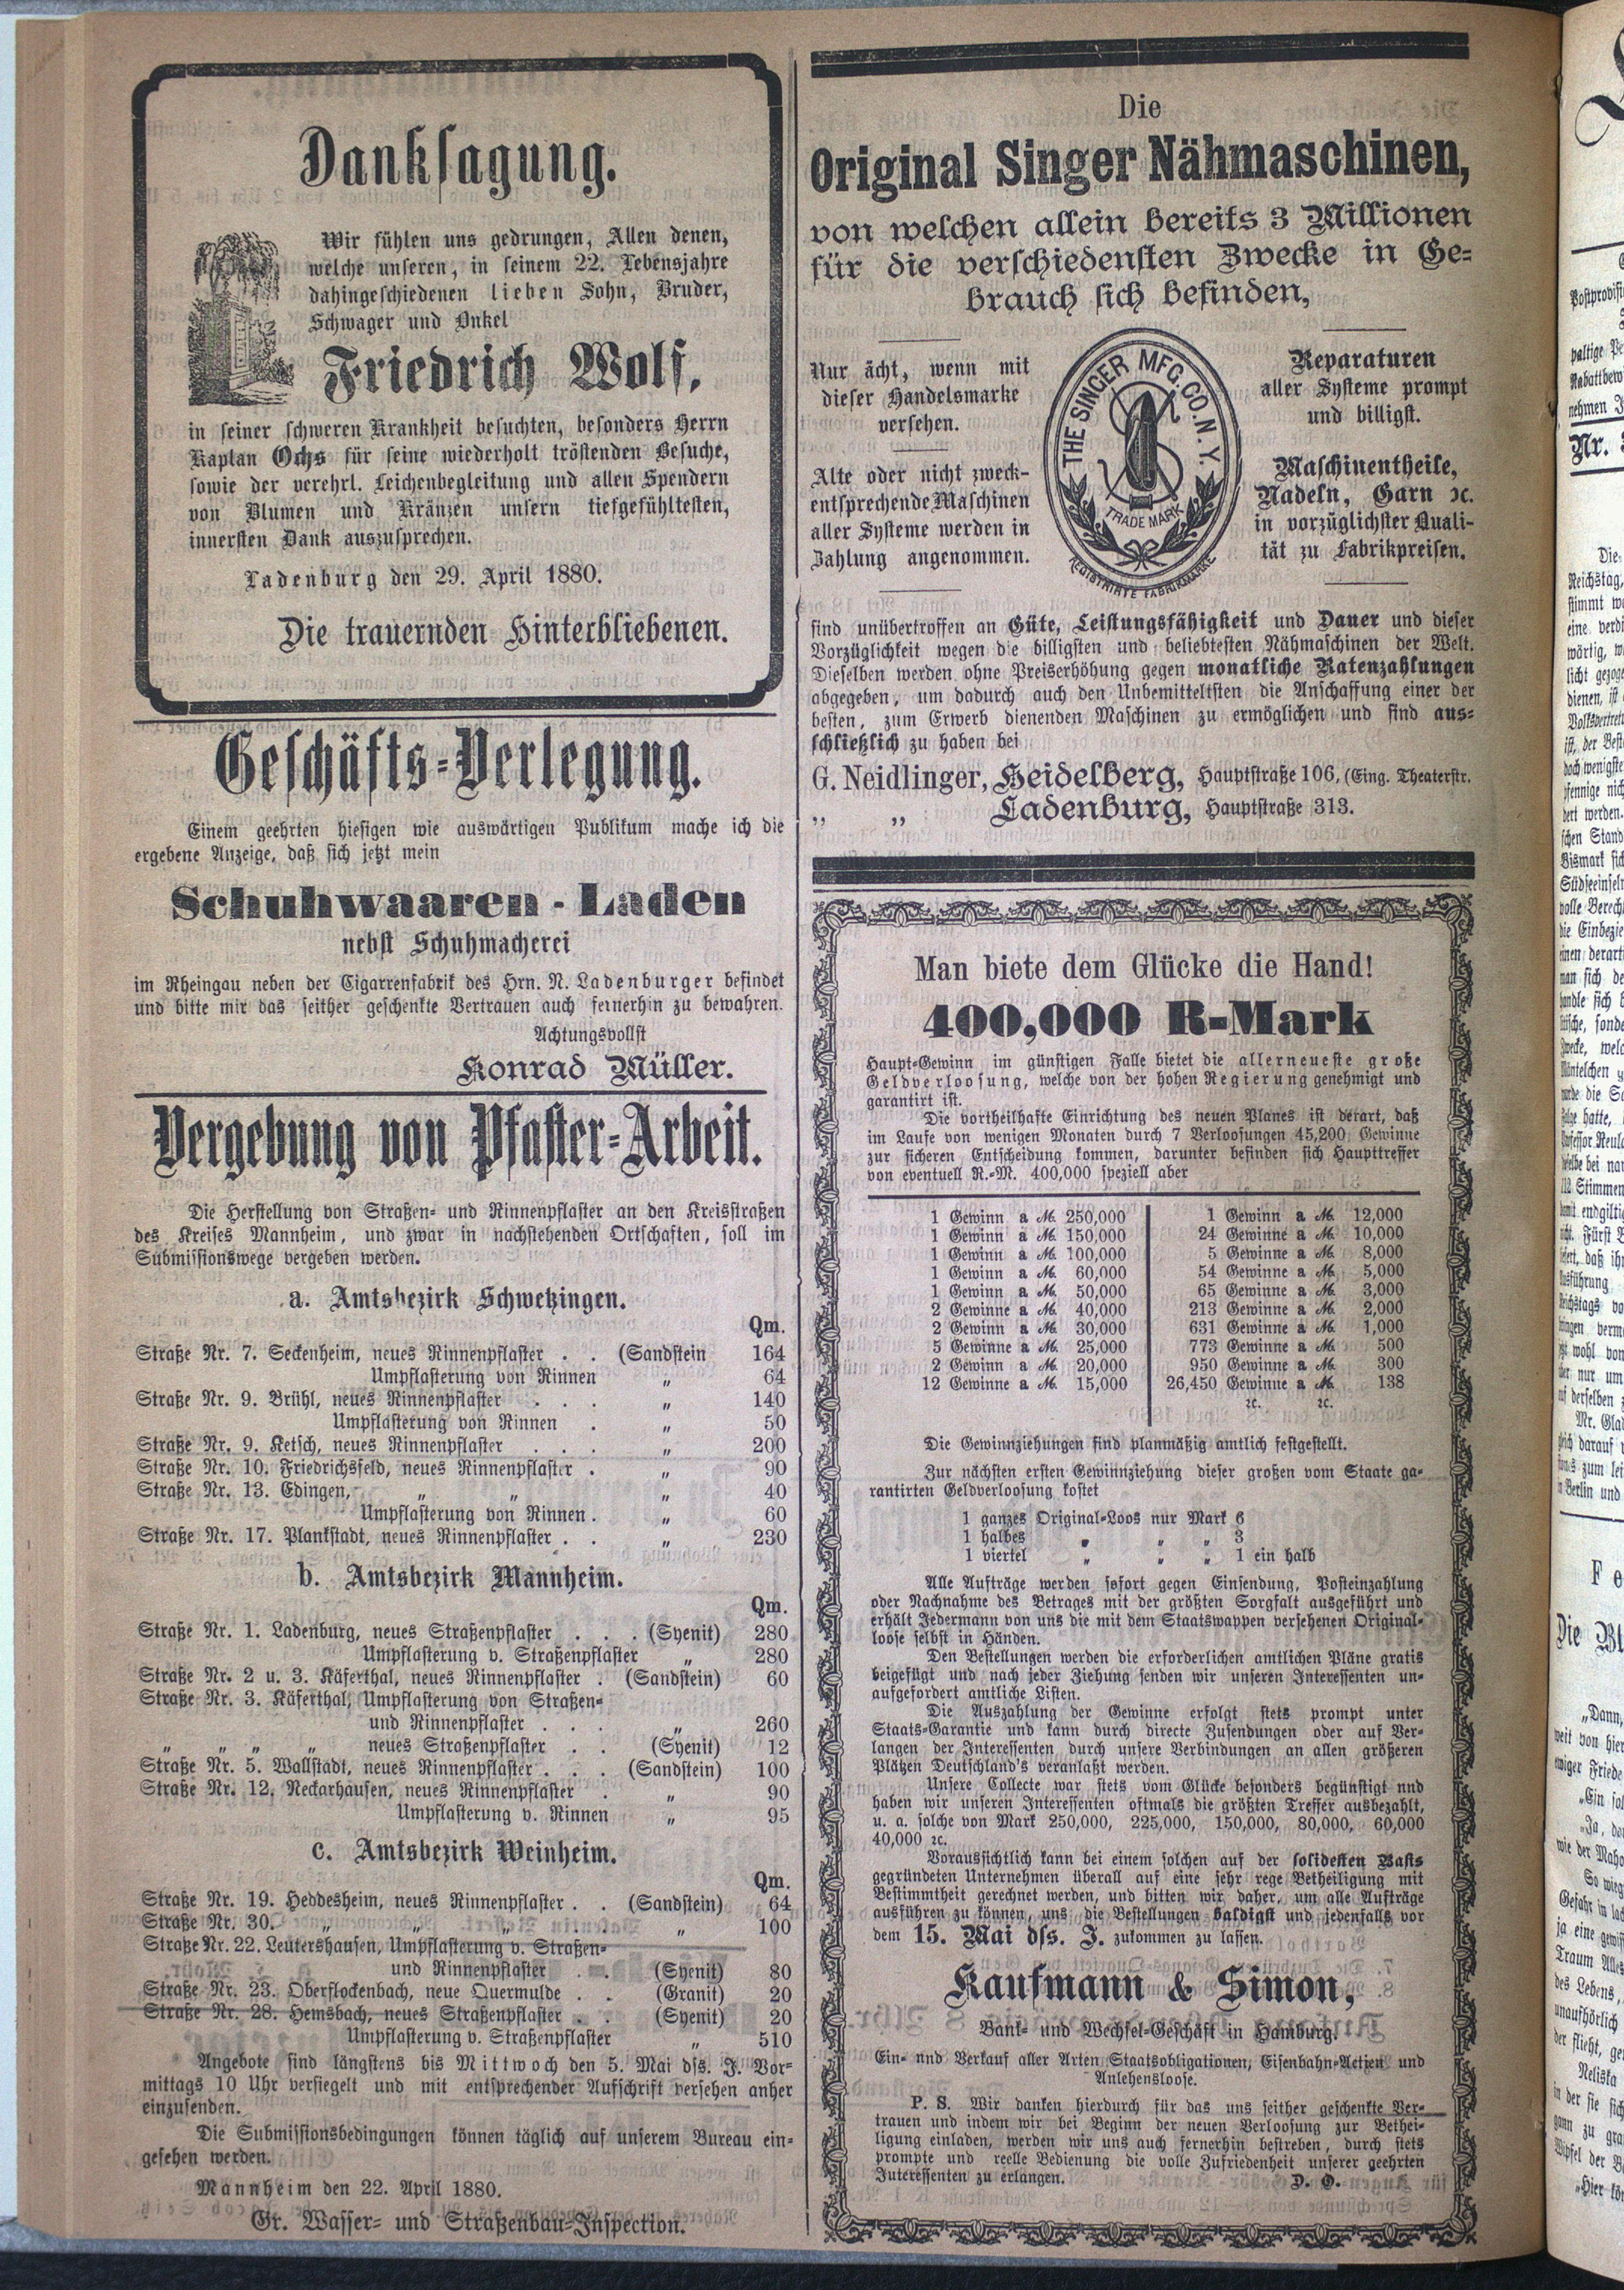 Danksagung.
Wir fühlen uns gedrungen, Allen denen,
welche unseren, in seinem 22. Lebensjahre
dahingeschiedenen lieben Sohn, Bruder,
Schwager und Onkel
Friedrich Wolf,
in seiner schweren Krankheit besuchten, besonders Herrn
Kaplan Ochs für seine wiederholt tröstenden Besuche,
sowie der verehrl. Leichenbegleitung und allen Spendern
von Blumen und Kränzen unsern tiefgefühltesten,
innersten Dank auszusprechen.
Ladenburg den 29. April 1880.
Die trauernden Hinterbliebenen.
Geschäfts-Verlegung.
Einem geehrten hiesigen wie auswärtigen Publikum mache ich die
ergebene Anzeige, daß sich jetzt mein
Schuhwaaren-Laden
nebst Schuhmacherei
im Rheingau neben der Cigarrenfabrik des Hrn. N. Ladenburger befindet
und bitte mir das seither geschenkte Vertrauen auch fernerhin zu bewahren.
Achtungsvollst
Konrad Müller.
Vergebung von Pflaster-Arbeit.
Die Herstellung von Straßen- und Rinnenpflaster an den Kreisstraßen
des Kreises Mannheim, und zwar in nachstehenden Ortschaften, soll im
Submissionswege vergeben werden.
a. Amtsbezirk Schwetzingen.
Qm.
Straße Nr. 7. Seckenheim, neues Rinnenpflaster . . (Sandstein 164
Umpflasterung von Rinnen „ 64
Straße Nr. 9. Brühl, neues Rinnenpflaster . . . „ 140
Umpflasterung von Rinnen . „ 50
Straße Nr. 9. Ketsch, neues Rinnenpflaster . . . „ 200
Straße Nr. 10. Friedrichsfeld, neues Rinnenpflaster . „ 90
Straße Nr. 13. Edingen, „ „ „ 40
Umpflasterung von Rinnen . „ 60
Straße Nr. 17. Plankstadt, neues Rinnenpflaster . . „ 230
b. Amtsbezirk Mannheim.
Qm.
Straße Nr. 1. Ladenburg, neues Straßenpflaster . . . (Syenit) 280
Umpflasterung v. Straßenpflaster „ 280
Straße Nr. 2 u. 3. Käferthal, neues Rinnenpflaster . (Sandstein) 60
Straße Nr. 3. Käferthal, Umpflasterung von Straßen-
und Rinnenpflaster . . . „ 260
„ „ „ „ neues Straßenpflaster . . (Syenit) 12
Straße Nr. 5. Wallstadt, neues Rinnenpflaster . . . (Sandstein) 100
Straße Nr. 12. Neckarhausen, neues Rinnenpflaster . „ 90
Umpflasterung v. Rinnen „ 95
c. Amtsbezirk Weinheim.
Qm.
Straße Nr. 19. Heddesheim, neues Rinnenpflaster . . (Sandstein) 64
Straße Nr. 30. „ „ „ . „ 100
Straße Nr. 22. Leutershausen, Umpflasterung v. Straßen-
und Rinnenpflaster . . (Syenit) 80
Straße Nr. 23. Oberflockenbach, neue Quermulde . . (Granit) 20
Straße Nr. 28. Hemsbach, neues Straßenpflaster . . (Syenit) 20
Umpflasterung v. Straßenpflaster „ 510
Angebote sind längstens bis Mittwoch den 5. Mai dss. J. Vor-
mittags 10 Uhr versiegelt und mit entsprechender Aufschrift versehen anher
einzusenden.
Die Submissionsbedingungen können täglich auf unserem Bureau ein-
gesehen werden.
Mannheim den 22. April 1880.
Gr. Wasser- und Straßenbau-Inspection.
Die
Original Singer Nähmaschinen,
von welchen allein bereits 3 Millionen
für die verschiedensten Zwecke in Ge-
brauch sich befinden,
Nur ächt, wenn mit
dieser Handelsmarke
versehen.
Alte oder nicht zweck-
entsprechende Maschinen
aller Systeme werden in
Zahlung angenommen.
THE SINGER MFG. CO. N. Y.
TRADE MARK
REGISTRIRTE FABRIKMARKE
Reparaturen
aller Systeme prompt
und billigst.
Maschinentheile,
Nadeln, Garn ꝛc.
in vorzüglichster Quali-
tät zu Fabrikpreisen.
sind unübertroffen an Güte, Leistungsfähigkeit und Dauer und dieser
Vorzüglichkeit wegen die billigsten und beliebtesten Nähmaschinen der Welt.
Dieselben werden ohne Preiserhöhung gegen monatliche Ratenzahlungen
abgegeben, um dadurch auch den Unbemitteltsten die Anschaffung einer der
besten, zum Erwerb dienenden Maschinen zu ermöglichen und sind aus-
schließlich zu haben bei
G. Neidlinger, Heidelberg, Hauptstraße 106, (Eing. Theaterstr.
„ „ Ladenburg, Hauptstraße 313.
Man biete dem Glücke die Hand!
400,000 R-Mark
Haupt-Gewinn im günstigen Falle bietet die allerneueste große
Geldverloosung, welche von der hohen Regierung genehmigt und
garantirt ist.
Die vortheilhafte Einrichtung des neuen Planes ist derart, daß
im Laufe von wenigen Monaten durch 7 Verloosungen 45,200 Gewinne
zur sicheren Entscheidung kommen, darunter befinden sich Haupttreffer
von eventuell R.-M. 400,000 speziell aber
1 Gewinn a M. 250,000
1 Gewinn a M. 150,000
1 Gewinn a M. 100,000
1 Gewinn a M. 60,000
1 Gewinn a M. 50,000
2 Gewinne a M. 40,000
2 Gewinn a M. 30,000
5 Gewinne a M. 25,000
2 Gewinn a M. 20,000
12 Gewinne a M. 15,000
1 Gewinn a M. 12,000
24 Gewinne a M. 10,000
5 Gewinne a M. 8,000
54 Gewinne a M. 5,000
65 Gewinne a M. 3,000
213 Gewinne a M. 2,000
631 Gewinne a M. 1,000
773 Gewinne a M. 500
950 Gewinne a M. 300
26,450 Gewinne a M. 138
ꝛc. ꝛc.
Die Gewinnziehungen sind planmäßig amtlich festgestellt.
Zur nächsten ersten Gewinnziehung dieser großen vom Staate ga-
rantirten Geldverloosung kostet
1 ganzes Original-Loos nur Mark 6
1 halbes „ „ „ 3
1 viertel „ „ „ 1 ein halb
Alle Aufträge werden sofort gegen Einsendung, Posteinzahlung
oder Nachnahme des Betrages mit der größten Sorgfalt ausgeführt und
erhält Jedermann von uns die mit dem Staatswappen versehenen Original-
loose selbst in Händen.
Den Bestellungen werden die erforderlichen amtlichen Pläne gratis
beigefügt und nach jeder Ziehung senden wir unseren Interessenten un-
aufgefordert amtliche Listen.
Die Auszahlung der Gewinne erfolgt stets prompt unter
Staats-Garantie und kann durch directe Zusendungen oder auf Ver-
langen der Interessenten durch unsere Verbindungen an allen größeren
Plätzen Deutschland's veranlaßt werden.
Unsere Collecte war stets vom Glücke besonders begünstigt nnd
haben wir unseren Interessenten oftmals die größten Treffer ausbezahlt,
u. a. solche von Mark 250,000, 225,000, 150,000, 80,000, 60,000
40,000 ꝛc.
Voraussichtlich kann bei einem solchen auf der solidesten Basis
gegründeten Unternehmen überall auf eine sehr rege Betheiligung mit
Bestimmtheit gerechnet werden, und bitten wir daher, um alle Aufträge
ausführen zu können, uns die Bestellungen baldigst und jedenfalls vor
dem 15. Mai dss. J. zukommen zu lassen.
Kaufmann & Simon,
Bank- und Wechsel-Geschäft in Hamburg.
Ein- nnd Verkauf aller Arten Staatsobligationen, Eisenbahn-Actien und
Anlehensloose.
P. S. Wir danken hierdurch für das uns seither geschenkte Ver-
trauen und indem wir bei Beginn der neuen Verloosung zur Bethei-
ligung einladen, werden wir uns auch fernerhin bestreben, durch stets
prompte und reelle Bedienung die volle Zufriedenheit unserer geehrten
Interessenten zu erlangen. D. O.